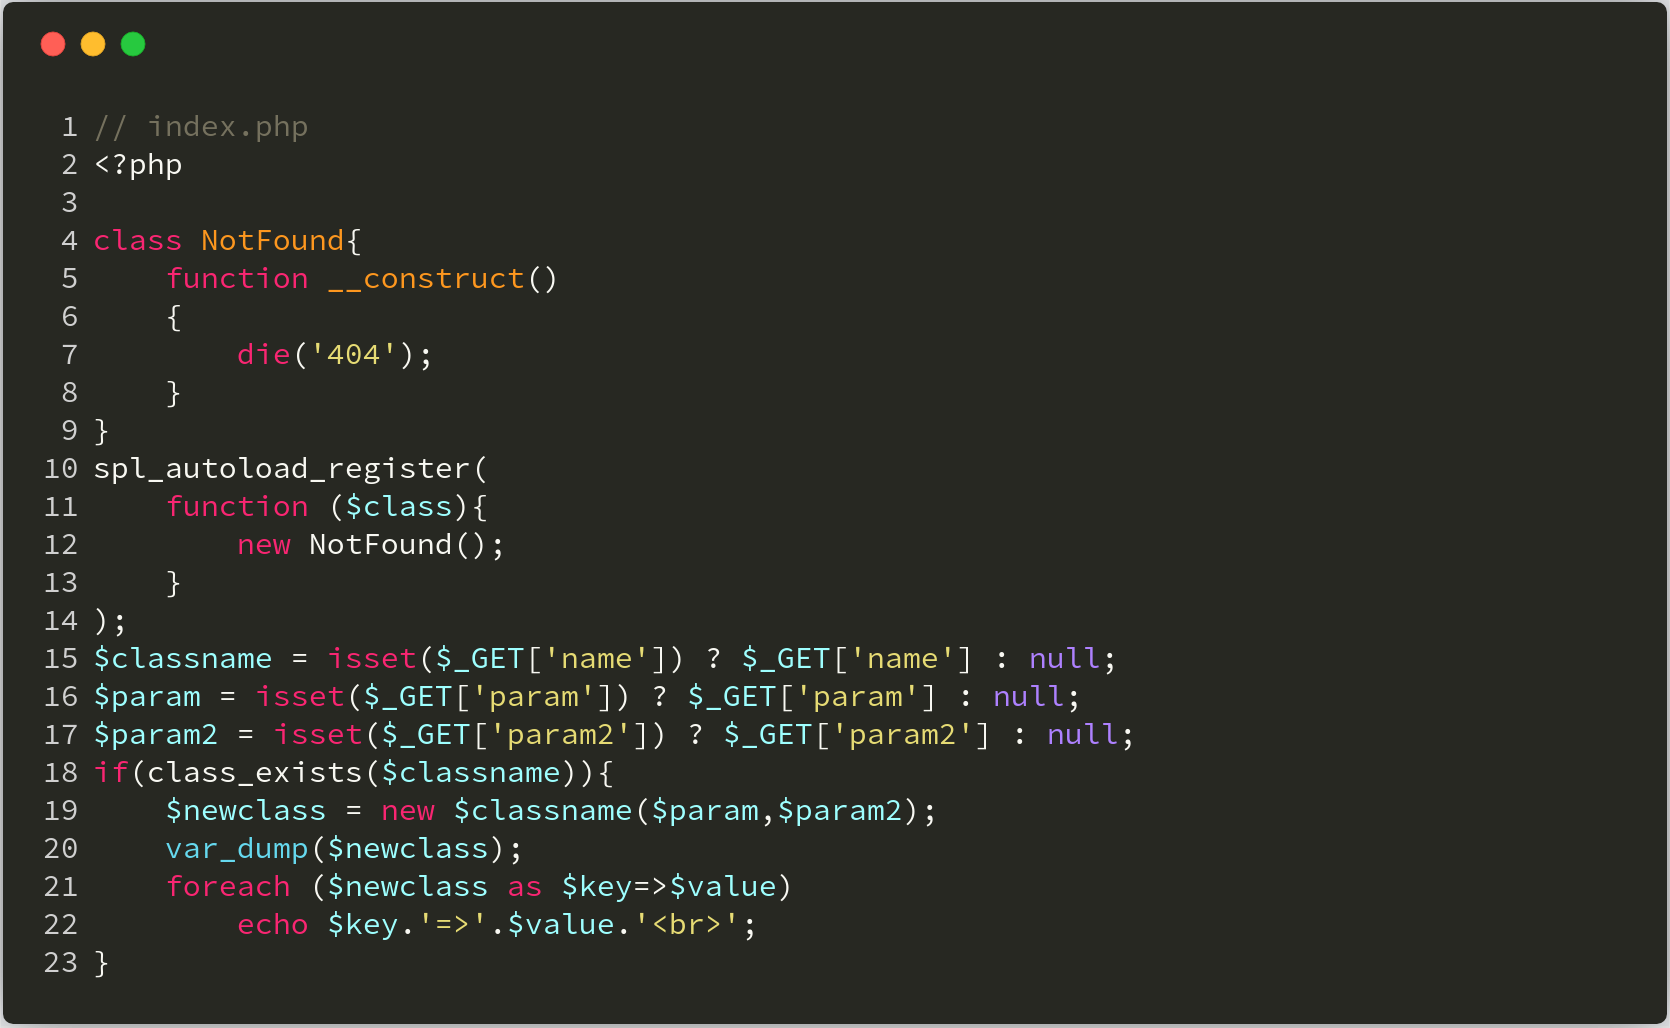 1 // index.php
2 <?php
3
4 class NotFound{
5     function __construct()
6     {
7         die('404');
8     }
9 }
10 spl_autoload_register(
11     function ($class){
12         new NotFound();
13     }
14 );
15 $classname = isset($_GET['name']) ? $_GET['name'] : null;
16 $param = isset($_GET['param']) ? $_GET['param'] : null;
17 $param2 = isset($_GET['param2']) ? $_GET['param2'] : null;
18 if(class_exists($classname)){
19     $newclass = new $classname($param,$param2);
20     var_dump($newclass);
21     foreach ($newclass as $key=>$value)
22         echo $key.'=>'.$value.'<br>';
23 }